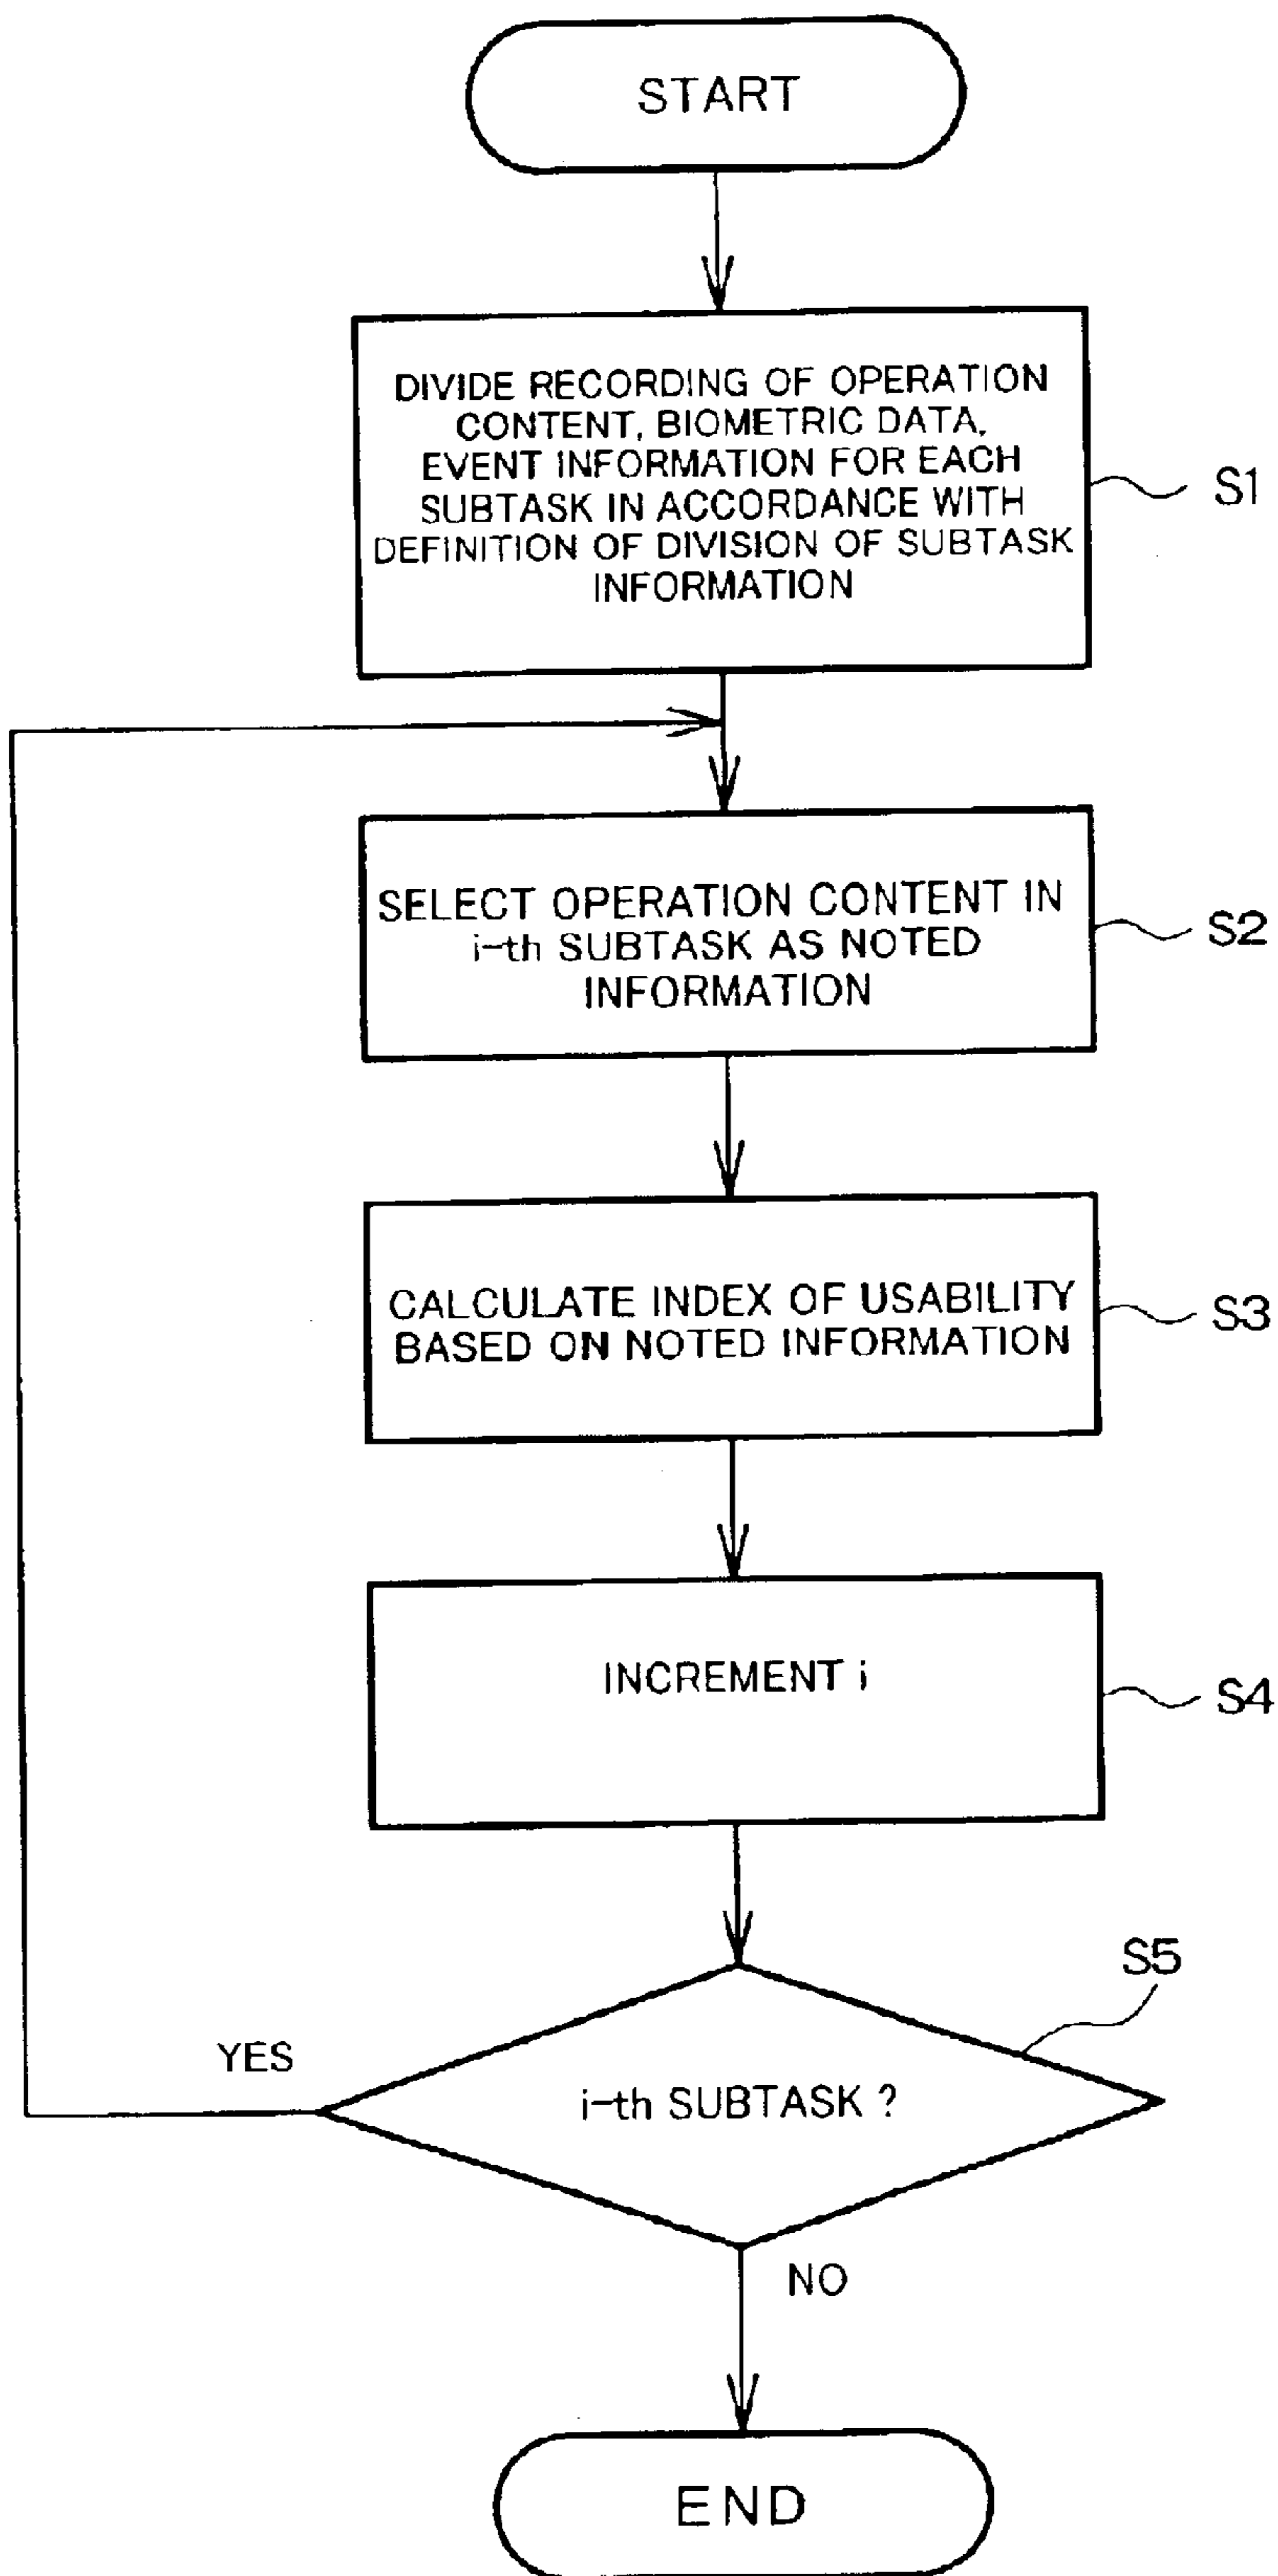 START
DIVIDE RECORDING OF OPERATION
CONTENT, BIOMETRIC DATA,
EVENT INFORMATION FOR EACH
SUBTASK IN ACCORDANCE WITH
DEFINITION OF DIVISION OF SUBTASK
INFORMATION
S1
SELECT OPERATION CONTENT IN
i-th SUBTASK AS NOTED
INFORMATION
S2
CALCULATE INDEX OF USABILITY
BASED ON NOTED INFORMATION
S3
INCREMENT i
S4
S5
YES
i-th SUBTASK ?
NO
END